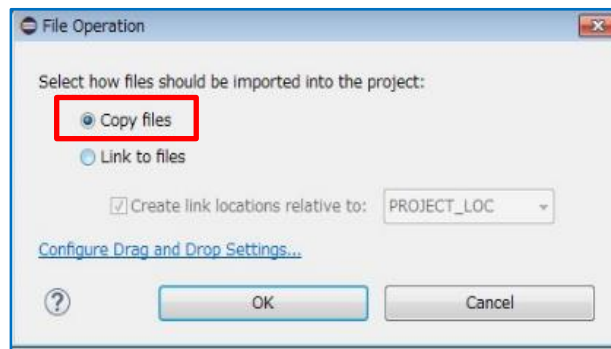 File Operation
Select how files should be imported into the project:
Copy files
Link to files
Create link locations relative to: PROJECT_LOC
Configure Drag and Drop Settings...
? OK Cancel